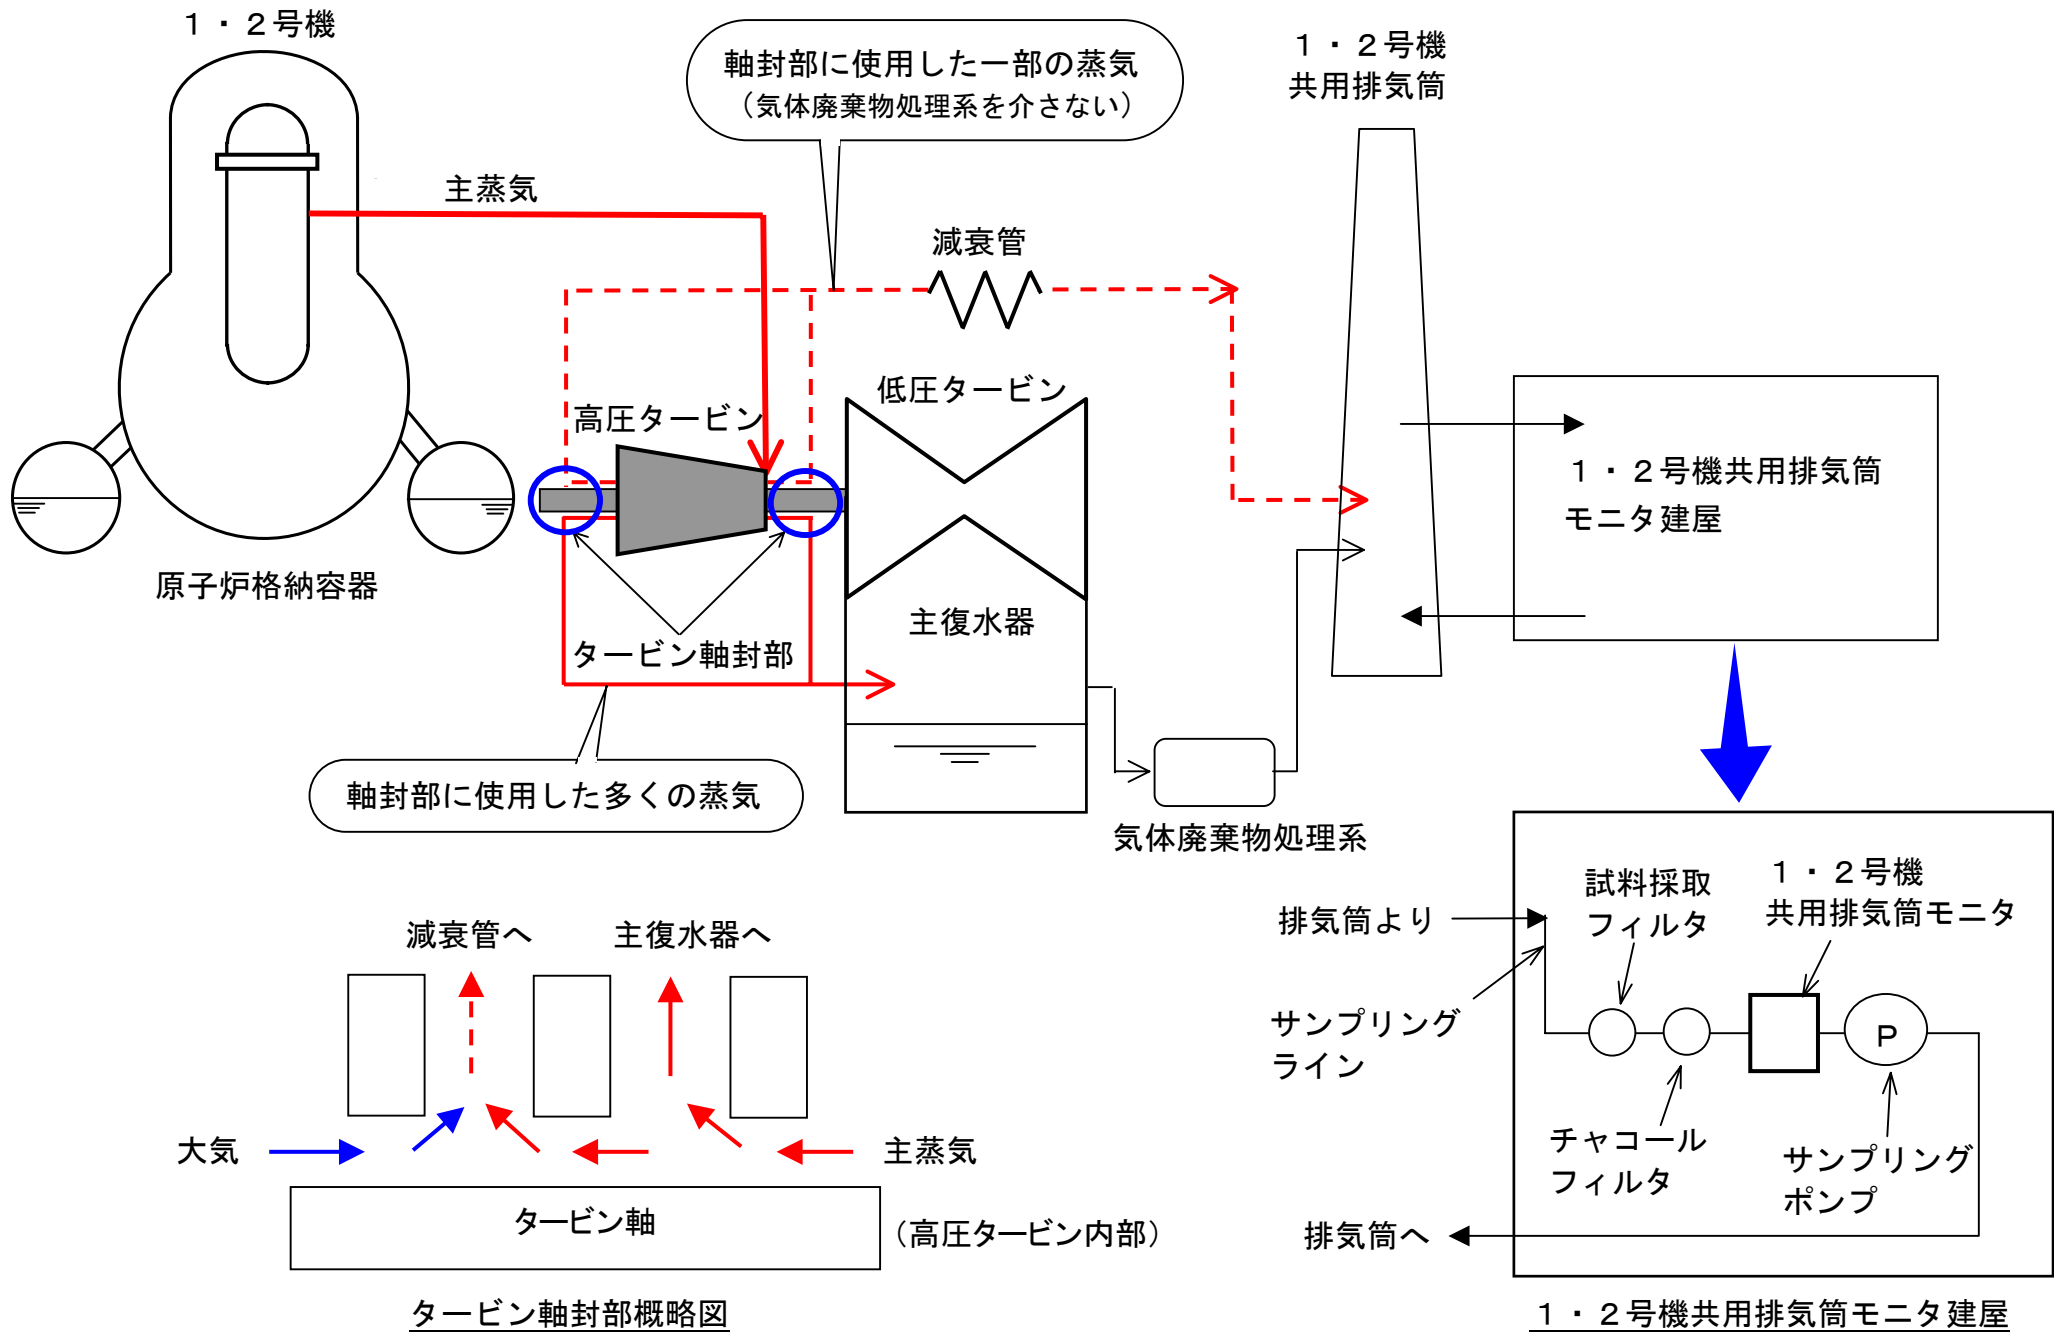 １・２号機
軸封部に使用した一部の蒸気
（気体廃棄物処理系を介さない）
１・２号機
共用排気筒
主蒸気
減衰管
低圧タービン
高圧タービン
１・２号機共用排気筒
モニタ建屋
原子炉格納容器
主復水器
タービン軸封部
軸封部に使用した多くの蒸気
気体廃棄物処理系
減衰管へ
主復水器へ
大気
主蒸気
タービン軸
（高圧タービン内部）
タービン軸封部概略図
試料採取
フィルタ
１・２号機
共用排気筒モニタ
排気筒より
サンプリング
ライン
P
チャコール
フィルタ
サンプリング
ポンプ
排気筒へ
１・２号機共用排気筒モニタ建屋